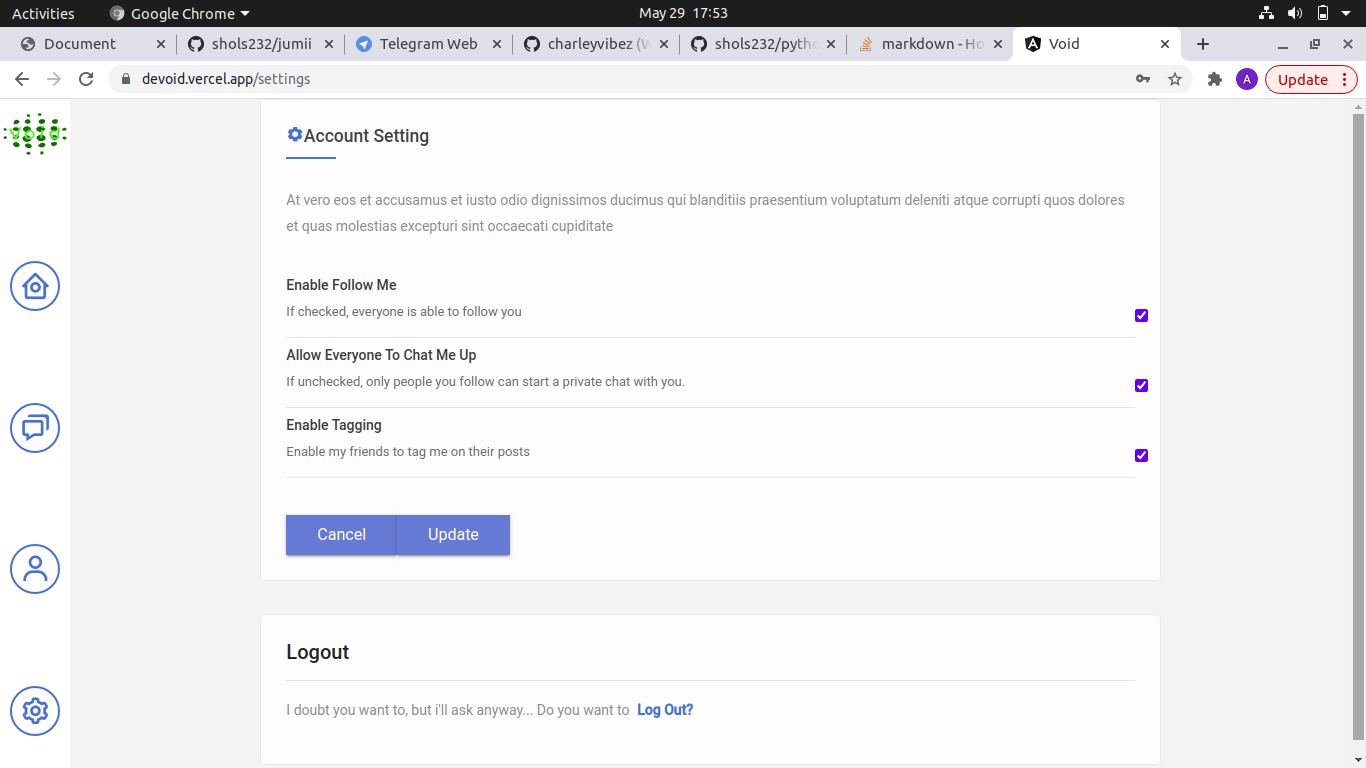 Activities
Google Chrome
May 29 17:53
Document
shols232/jumii
Telegram Web
charleyvibez (W
shols232/pytho
markdown - Ho
Void
devoid.vercel.app/settings
A
Update
Void
Account Setting
At vero eos et accusamus et iusto odio dignissimos ducimus qui blanditiis praesentium voluptatum deleniti atque corrupti quos dolores
et quas molestias excepturi sint occaecati cupiditate
Enable Follow Me
If checked, everyone is able to follow you
Allow Everyone To Chat Me Up
If unchecked, only people you follow can start a private chat with you.
Enable Tagging
Enable my friends to tag me on their posts
Cancel
Update
Logout
I doubt you want to, but i'll ask anyway... Do you want to Log Out?